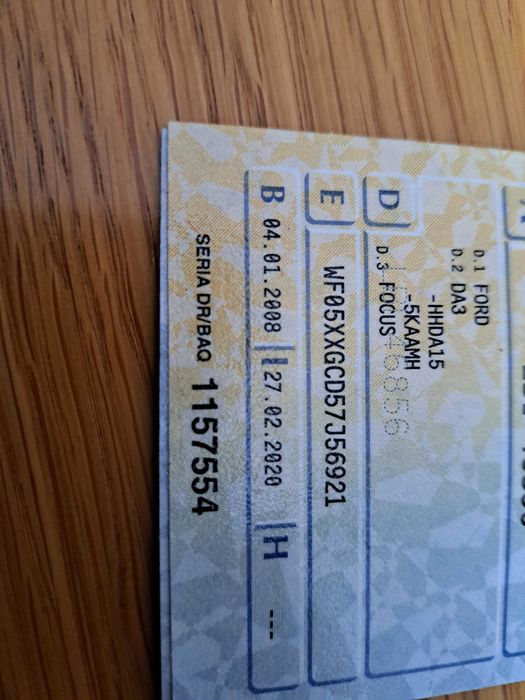 D
D.1 FORD
D.2 DA3
-HHDA15
-5KAAMH
D.3 FOCUS
E
WF05XXGCD57J56921
B 04.01.2008 I 27.02.2020 H ---
SERIA DR/BAQ 1157554